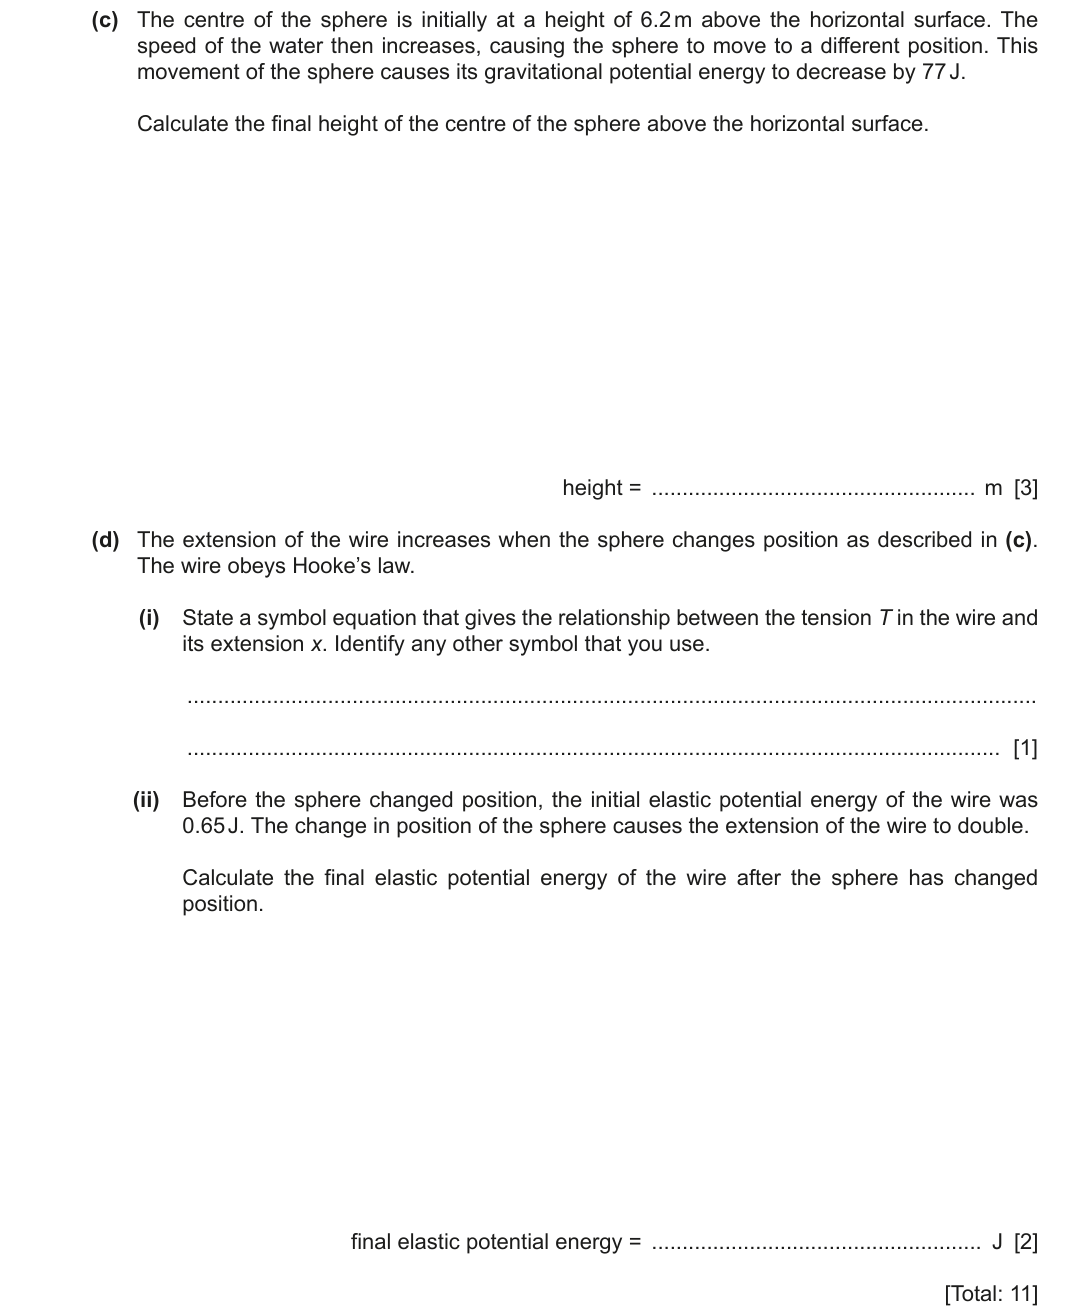 (c) The centre of the sphere is initially at a height of 6.2 m above the horizontal surface. The
speed of the water then increases, causing the sphere to move to a different position. This
movement of the sphere causes its gravitational potential energy to decrease by 77 J.
Calculate the final height of the centre of the sphere above the horizontal surface.
height = ..................................................... m [3]
(d) The extension of the wire increases when the sphere changes position as described in (c).
The wire obeys Hooke’s law.
(i) State a symbol equation that gives the relationship between the tension T in the wire and
its extension x. Identify any other symbol that you use.
...........................................................................................................................................
..................................................................................................................................... [1]
(ii) Before the sphere changed position, the initial elastic potential energy of the wire was
0.65 J. The change in position of the sphere causes the extension of the wire to double.
Calculate the final elastic potential energy of the wire after the sphere has changed
position.
final elastic potential energy = ...................................................... J [2]
[Total: 11]